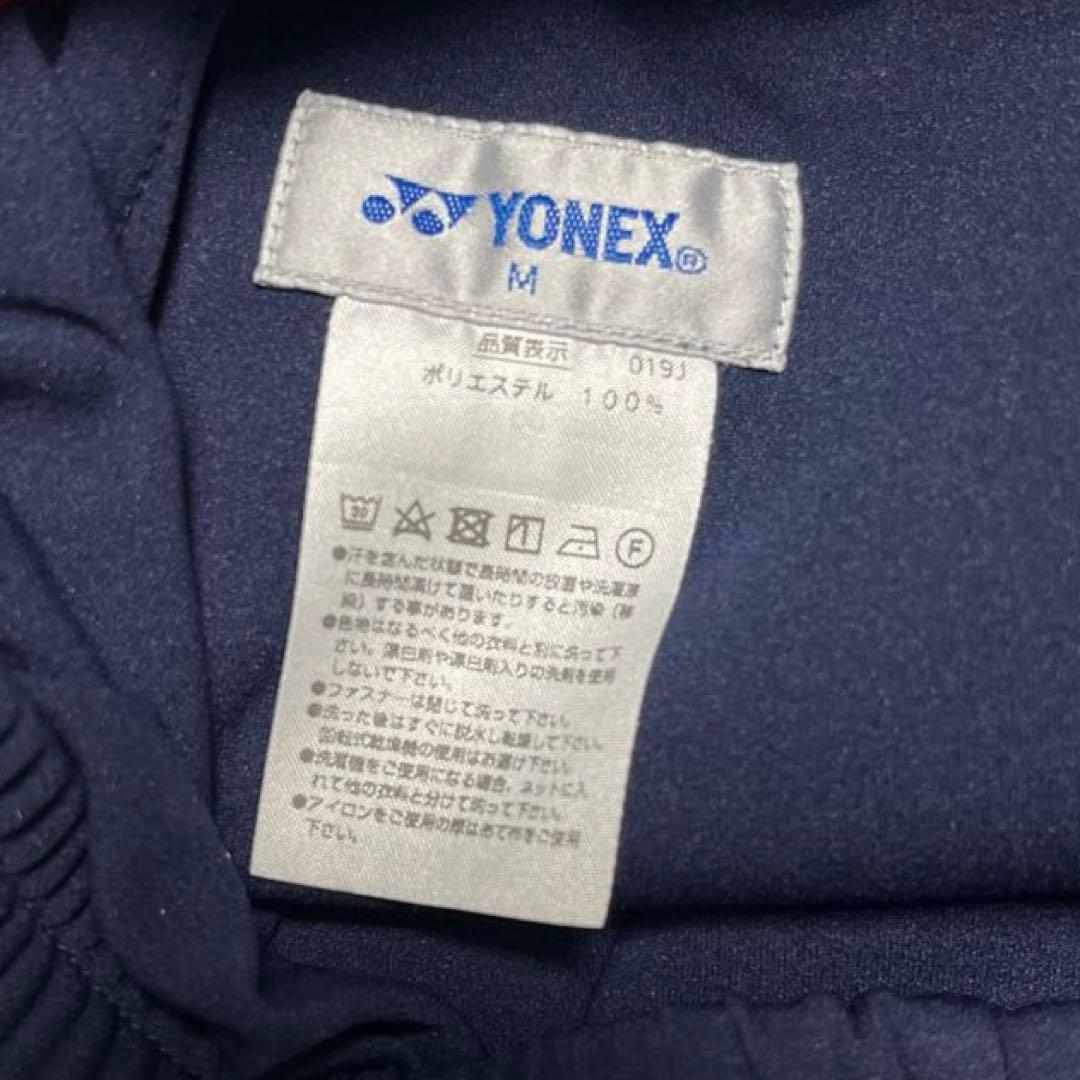 YONEX®
M
品質表示 019J
ポリエステル 100%
30
F
●汗を含んだ状態で長時間の放置や洗濯液
に長時間漬けて置いたりすると汚染(移
染)する事があります。
●色物はなるべく他の衣料と別に洗って下
さい。漂白剤や漂白剤入りの洗剤を使用
しないで下さい。
●ファスナーは閉じて洗って下さい。
●洗った後はすぐに脱水し乾燥して下さい。
回転式乾燥機の使用はお避け下さい。
●洗濯機をご使用になる場合、ネットに入
れて他の衣料と分けて洗って下さい。
●アイロンをご使用の際はあて布をご使用
下さい。